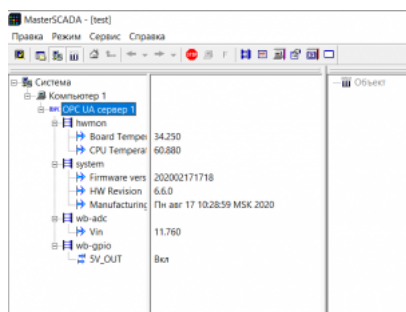 MasterSCADA - [test]
Правка Режим Сервис Справка
Система
Объект
Компьютер 1
OPC UA сервер 1
hwmon
Board Temper 34.250
CPU Temperat 60.880
system
Firmware vers 202002171718
HW Revision 6.6.0
Manufacturing Пн авг 17 10:28:59 MSK 2020
wb-adc
Vin 11.760
wb-gpio
5V_OUT Вкл